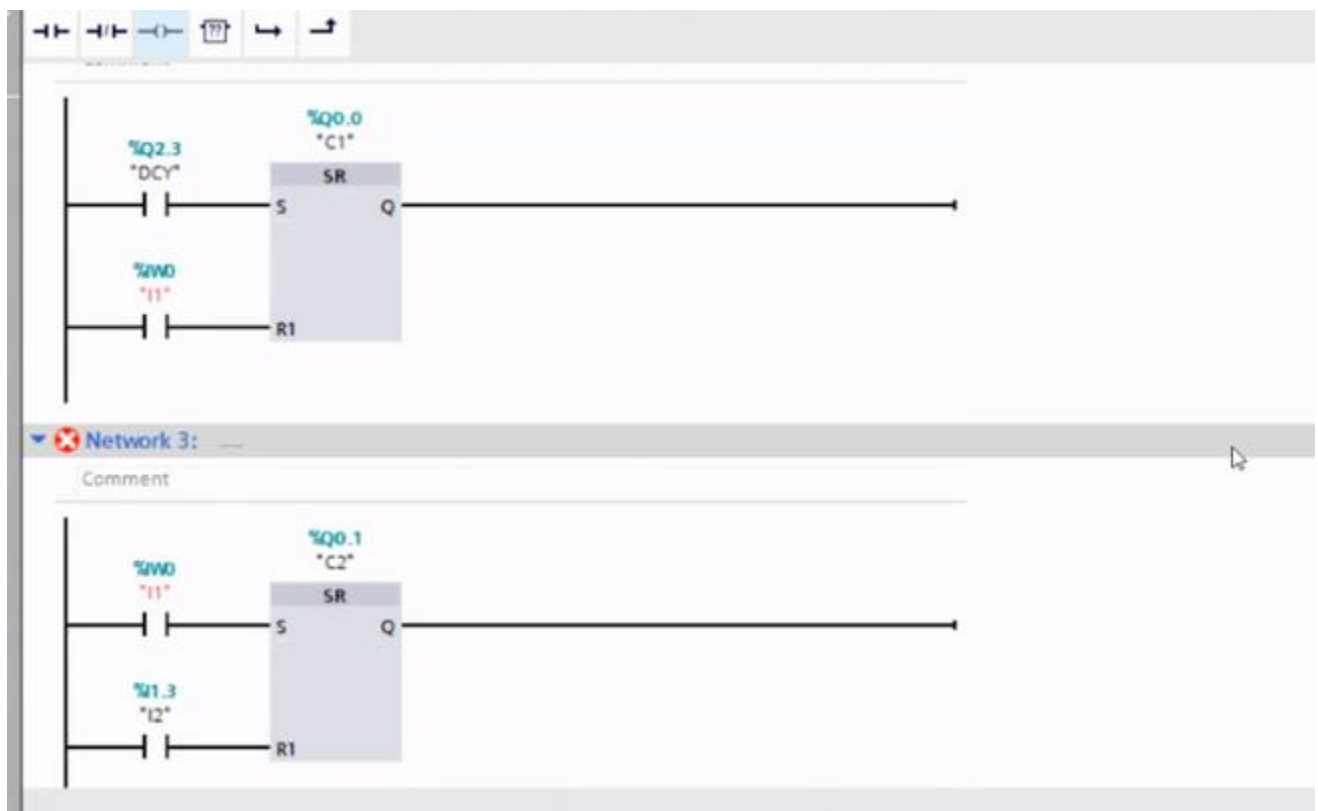 ??
%Q0.0
"C1"
%Q2.3
"DCY"
SR
S Q
%IW0
"I1"
R1
Network 3: ....
Comment
%Q0.1
"C2"
%IW0
"I1"
SR
S Q
%I1.3
"I2"
R1